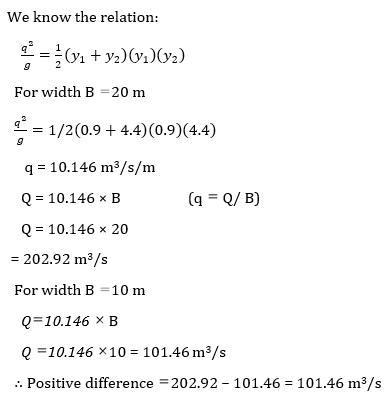 We know the relation:
q²/g = 1/2 (y₁ + y₂)(y₁)(y₂)
For width B =20 m
q²/g = 1/2(0.9 + 4.4)(0.9)(4.4)
q = 10.146 m³/s/m
Q = 10.146 × B (q = Q/ B)
Q = 10.146 × 20
= 202.92 m³/s
For width B =10 m
Q=10.146 × B
Q =10.146 ×10 = 101.46 m³/s
∴ Positive difference =202.92 – 101.46 = 101.46 m³/s